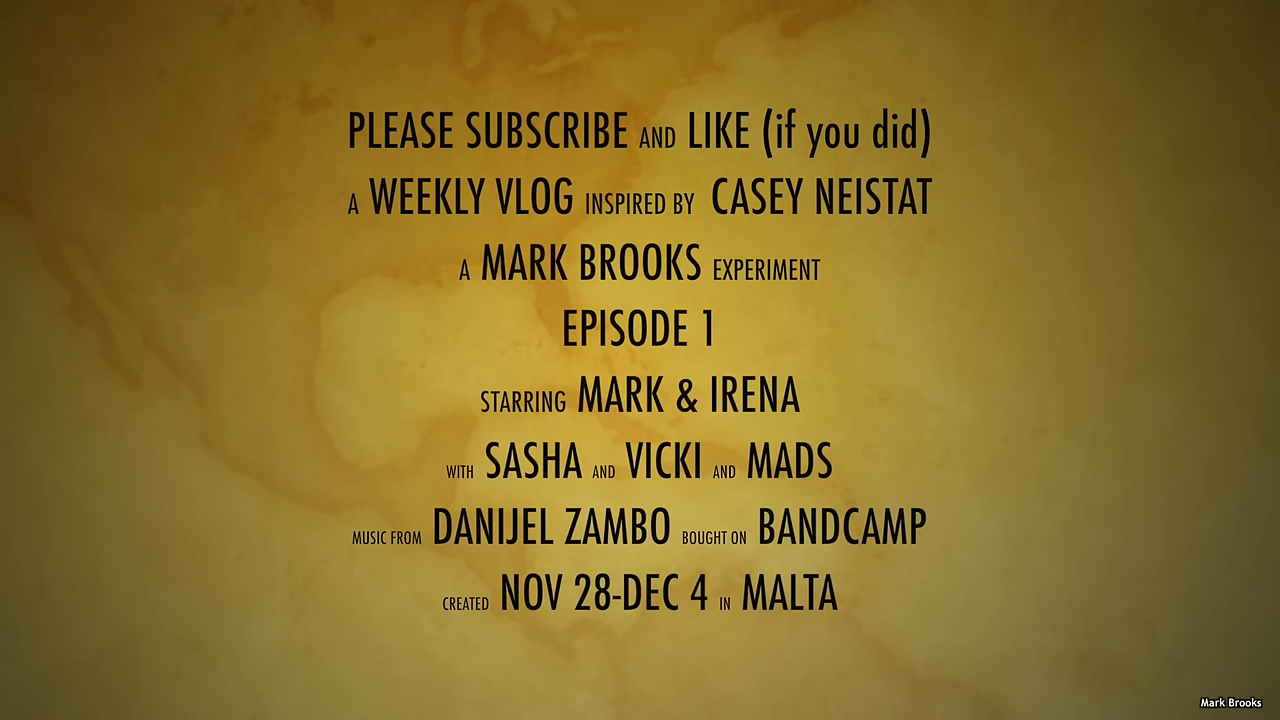 PLEASE SUBSCRIBE AND LIKE (if you did)
A WEEKLY VLOG INSPIRED BY CASEY NEISTAT
A MARK BROOKS EXPERIMENT
EPISODE 1
STARRING MARK & IRENA
WITH SASHA AND VICKI AND MADS
MUSIC FROM DANIJEL ZAMBO BOUGHT ON BANDCAMP
CREATED NOV 28-DEC 4 IN MALTA
Mark Brooks